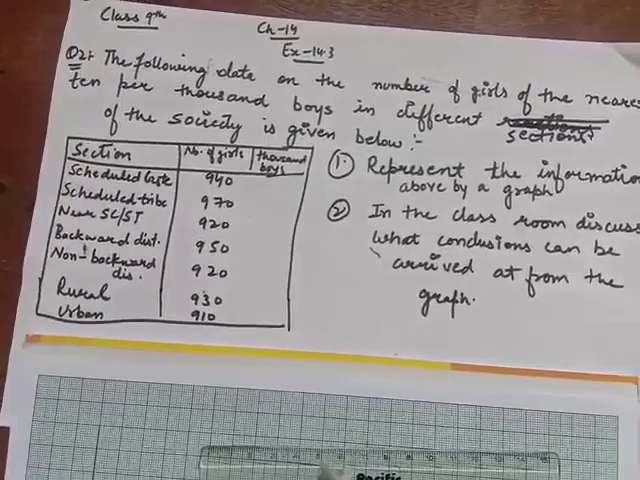 Class 9th
Ch-14
Ex-14.3
Q2: The following data on the number of girls of the neares
ten per thousand boys in different
sections
of the society is given below :-
Section No. of girls thousand boys
Scheduled Caste 940
Scheduled tribe 970
Non SC/ST 920
Backward dist. 950
Non-backward dis. 920
Rural 930
Urban 910
① Represent the information
above by a graph
② In the class room discuss
what conclusions can be
arrived at from the
graph.
Pacific